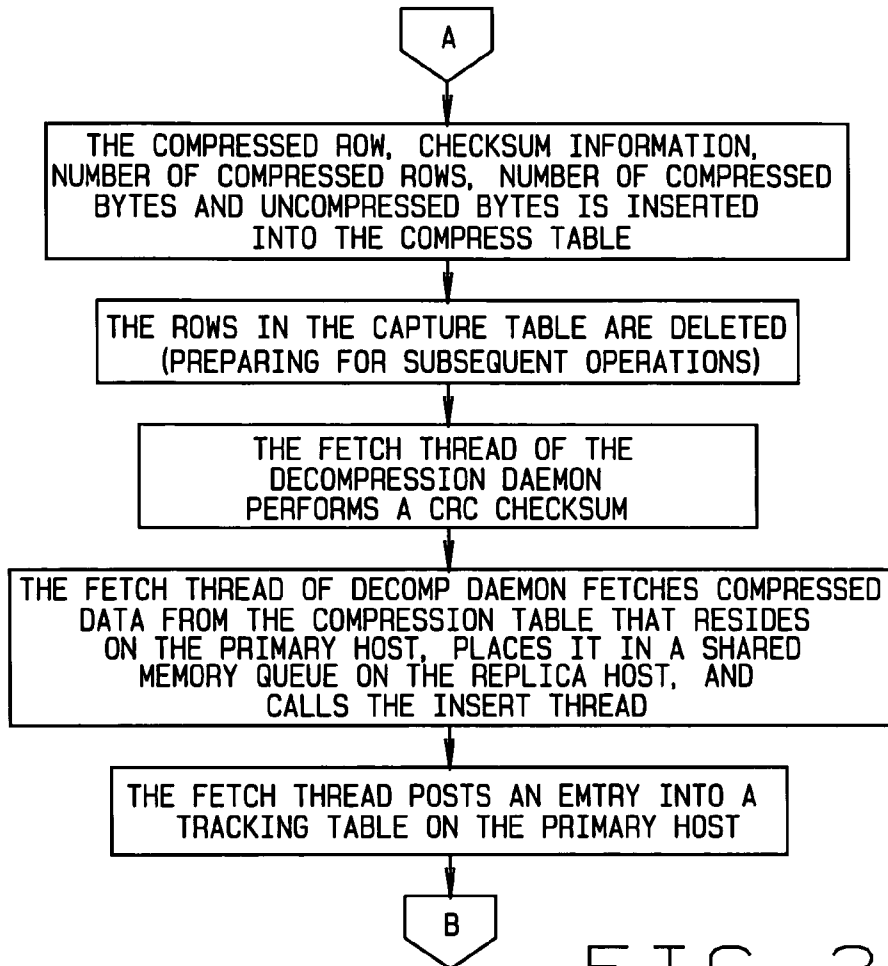 A
THE COMPRESSED ROW, CHECKSUM INFORMATION,
NUMBER OF COMPRESSED ROWS, NUMBER OF COMPRESSED
BYTES AND UNCOMPRESSED BYTES IS INSERTED
INTO THE COMPRESS TABLE
THE ROWS IN THE CAPTURE TABLE ARE DELETED
(PREPARING FOR SUBSEQUENT OPERATIONS)
THE FETCH THREAD OF THE
DECOMPRESSION DAEMON
PERFORMS A CRC CHECKSUM
THE FETCH THREAD OF DECOMP DAEMON FETCHES COMPRESSED
DATA FROM THE COMPRESSION TABLE THAT RESIDES
ON THE PRIMARY HOST, PLACES IT IN A SHARED
MEMORY QUEUE ON THE REPLICA HOST, AND
CALLS THE INSERT THREAD
THE FETCH THREAD POSTS AN EMTRY INTO A
TRACKING TABLE ON THE PRIMARY HOST
B